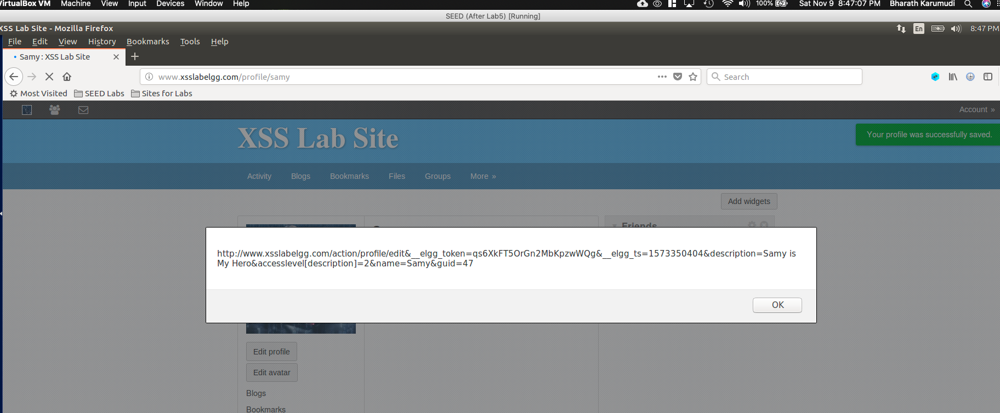 VirtualBox VM Machine View Input Devices Window Help 100% Sat Nov 9 8:47:07 PM Bharath Karumudi
SEED (After Lab5) [Running]
XSS Lab Site - Mozilla Firefox En 8:47 PM
File Edit View History Bookmarks Tools Help
Samy : XSS Lab Site
www.xsslabelgg.com/profile/samy Search
Most Visited SEED Labs Sites for Labs
Account »
XSS Lab Site
Your profile was successfully saved.
Activity Blogs Bookmarks Files Groups More »
Add widgets
Friends
http://www.xsslabelgg.com/action/profile/edit&__elgg_token=qs6XkFT5OrGn2MbKpzwWQg&__elgg_ts=1573350404&description=Samy is
My Hero&accesslevel[description]=2&name=Samy&guid=47
OK
Edit profile
Edit avatar
Blogs
Bookmarks